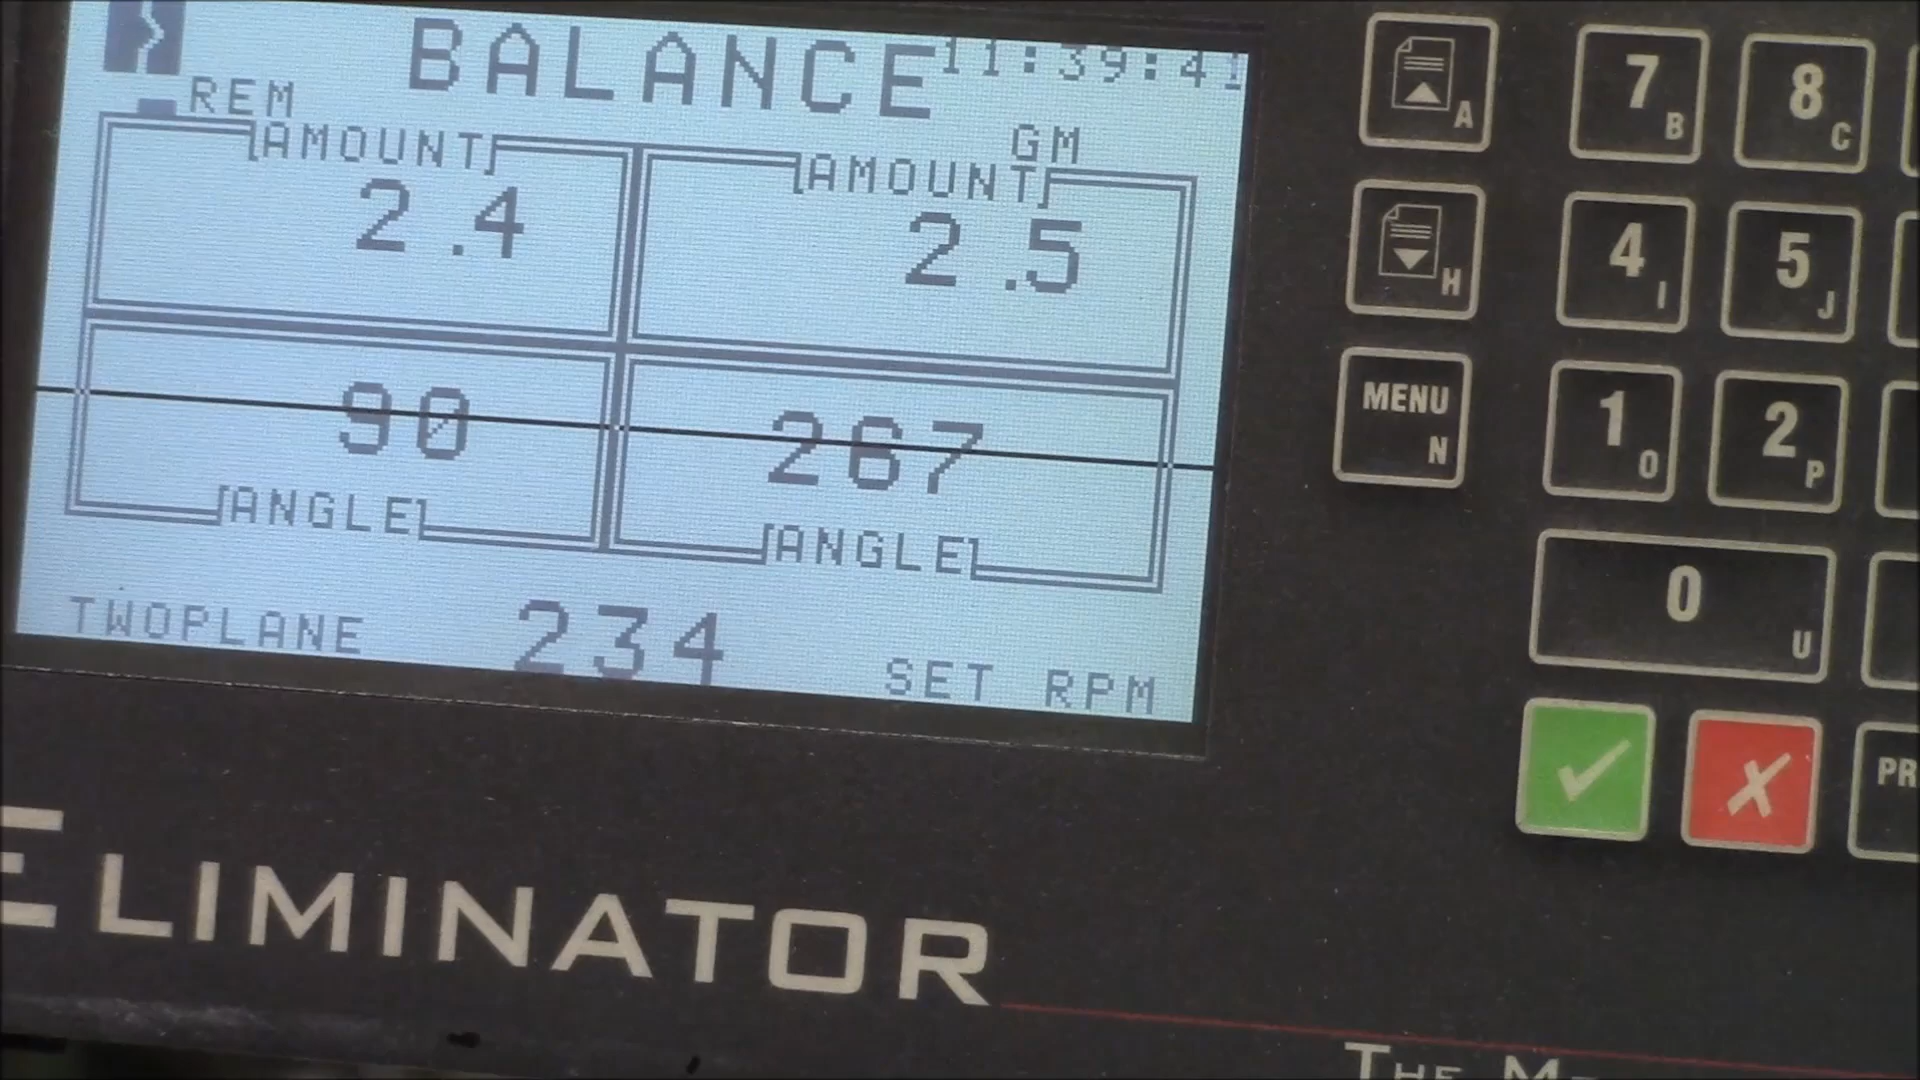 BALANCE 11:39:41
REM GM
AMOUNT AMOUNT
2.4 2.5
90 267
ANGLE ANGLE
TWOPLANE 234 SET RPM
A 7 B 8 C
H 4 I 5 J
MENU N 1 O 2 P
0 U
PR
ELIMINATOR
THE